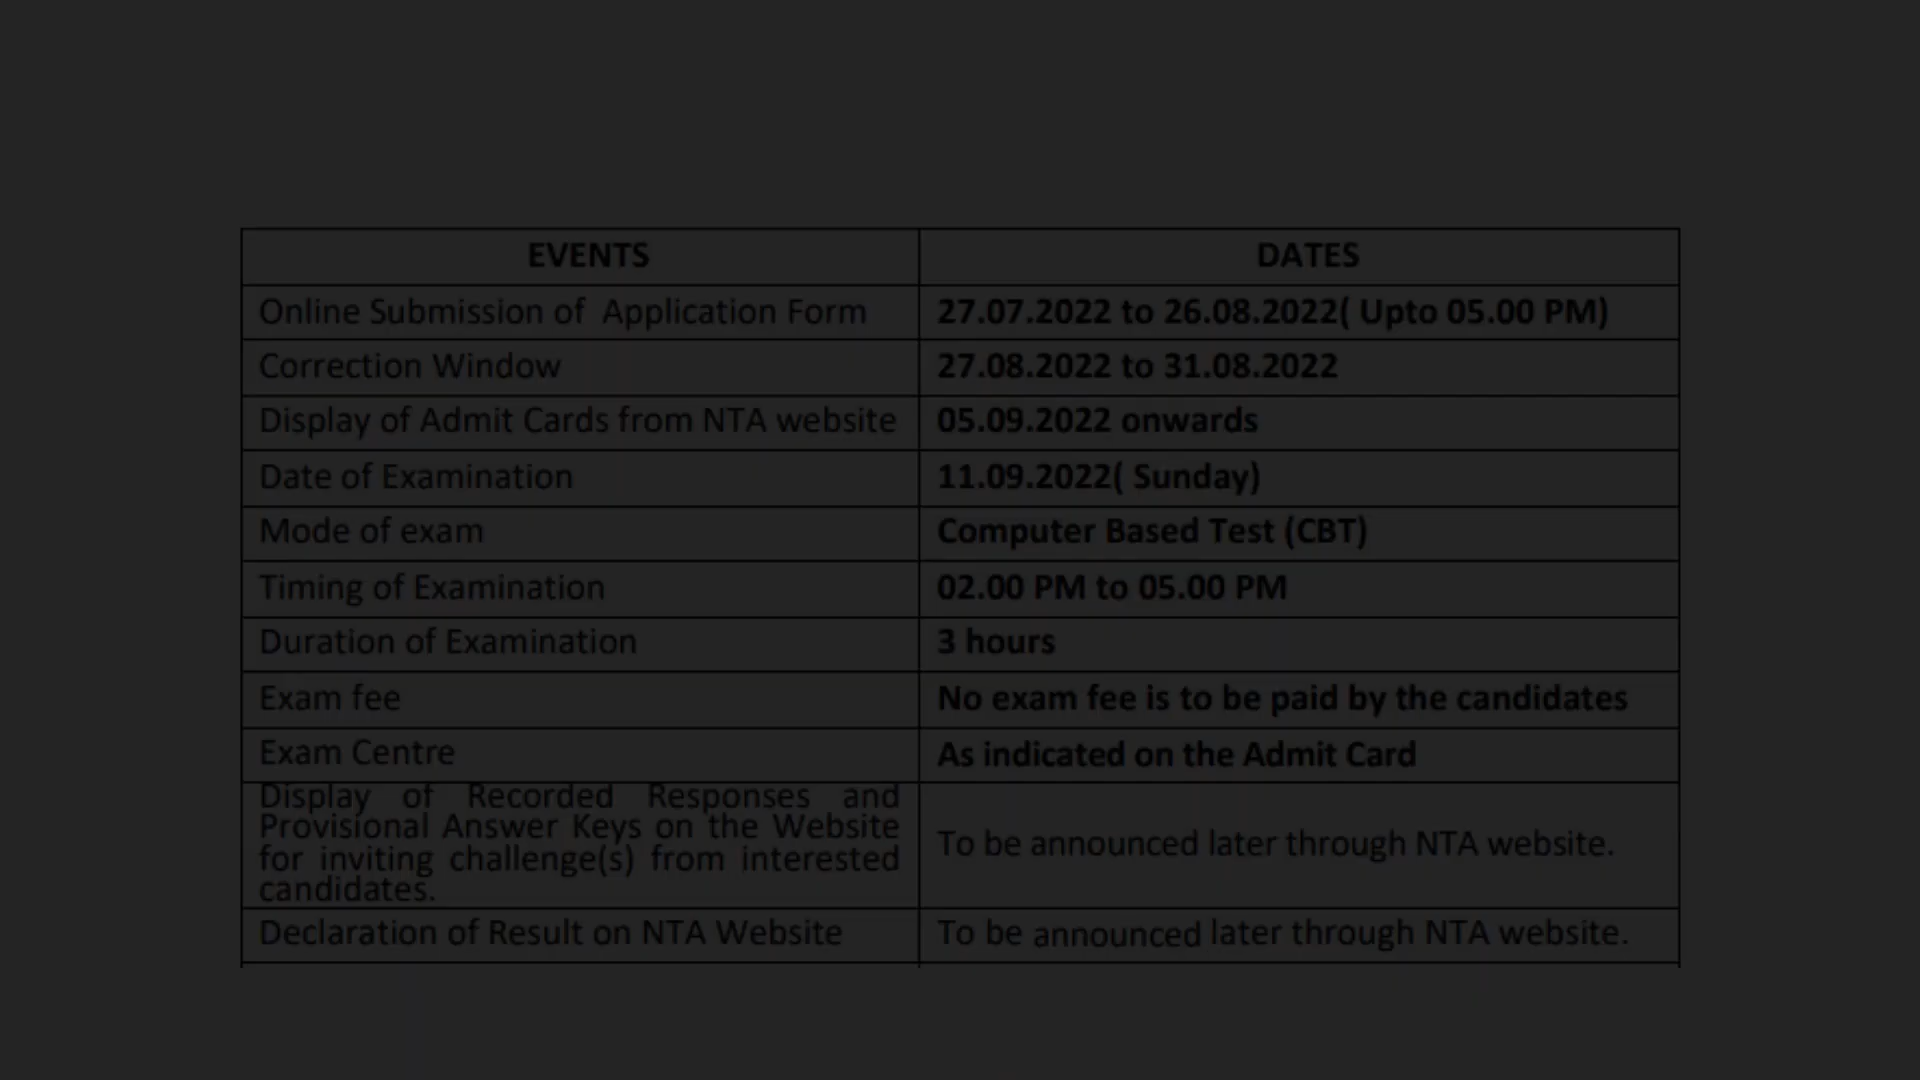 EVENTS DATES
Online Submission of Application Form 27.07.2022 to 26.08.2022( Upto 05.00 PM)
Correction Window 27.08.2022 to 31.08.2022
Display of Admit Cards from NTA website 05.09.2022 onwards
Date of Examination 11.09.2022( Sunday)
Mode of exam Computer Based Test (CBT)
Timing of Examination 02.00 PM to 05.00 PM
Duration of Examination 3 hours
Exam fee No exam fee is to be paid by the candidates
Exam Centre As indicated on the Admit Card
Display of Recorded Responses and
Provisional Answer Keys on the Website
for inviting challenge(s) from interested
candidates.
To be announced later through NTA website.
Declaration of Result on NTA Website To be announced later through NTA website.